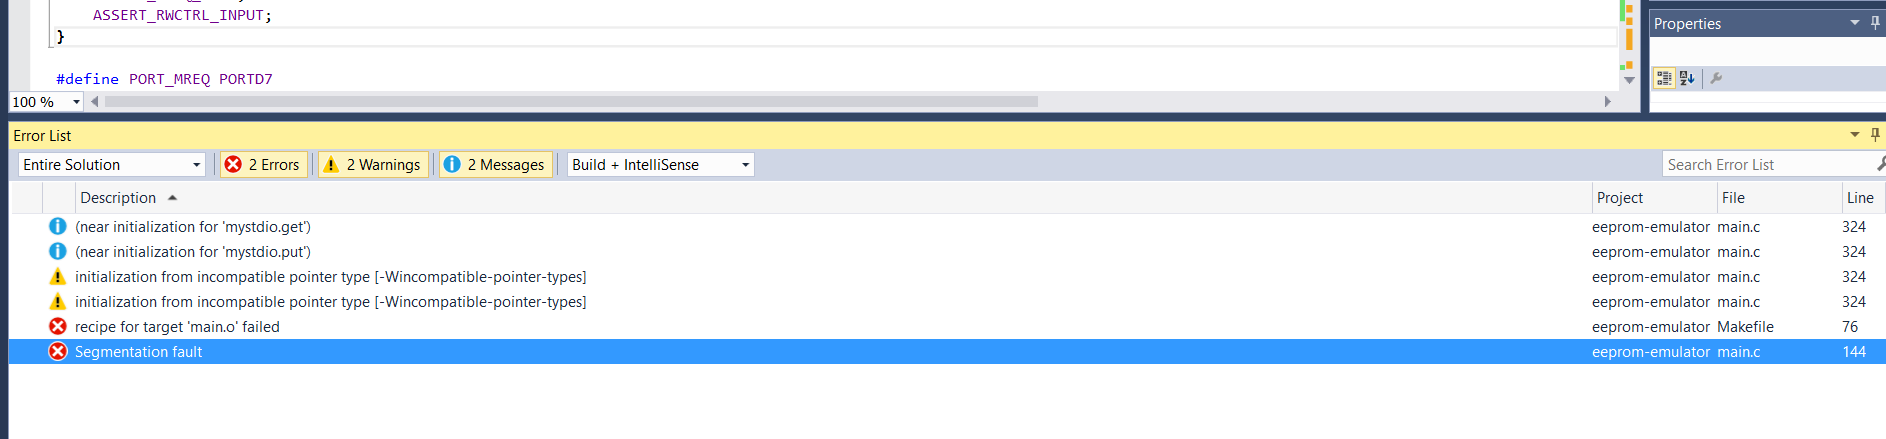 ASSERT_RWCTRL_INPUT;
}
#define PORT_MREQ PORTD7
Properties
100 %
Error List
Entire Solution 2 Errors 2 Warnings 2 Messages Build + IntelliSense Search Error List
Description Project File Line
(near initialization for 'mystdio.get') eeprom-emulator main.c 324
(near initialization for 'mystdio.put') eeprom-emulator main.c 324
initialization from incompatible pointer type [-Wincompatible-pointer-types] eeprom-emulator main.c 324
initialization from incompatible pointer type [-Wincompatible-pointer-types] eeprom-emulator main.c 324
recipe for target 'main.o' failed eeprom-emulator Makefile 76
Segmentation fault eeprom-emulator main.c 144